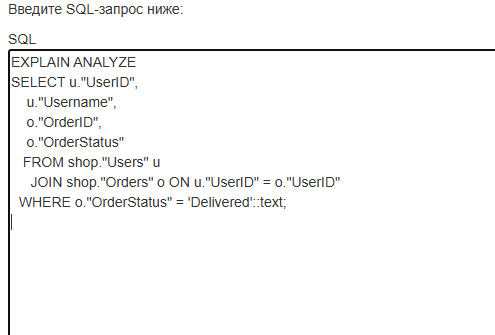 Введите SQL-запрос ниже:
SQL
EXPLAIN ANALYZE
SELECT u."UserID",
u."Username",
o."OrderID",
o."OrderStatus"
FROM shop."Users" u
JOIN shop."Orders" o ON u."UserID" = o."UserID"
WHERE o."OrderStatus" = 'Delivered'::text;